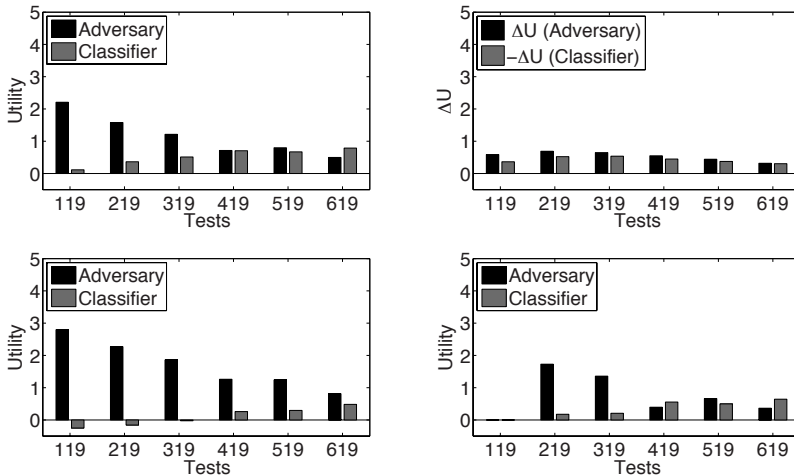 5
4
3
2
1
0
Utility
Adversary
Classifier
119 219 319 419 519 619
Tests
5
4
3
2
1
0
ΔU
ΔU (Adversary)
−ΔU (Classifier)
119 219 319 419 519 619
Tests
5
4
3
2
1
0
Utility
Adversary
Classifier
119 219 319 419 519 619
Tests
5
4
3
2
1
0
Utility
Adversary
Classifier
119 219 319 419 519 619
Tests